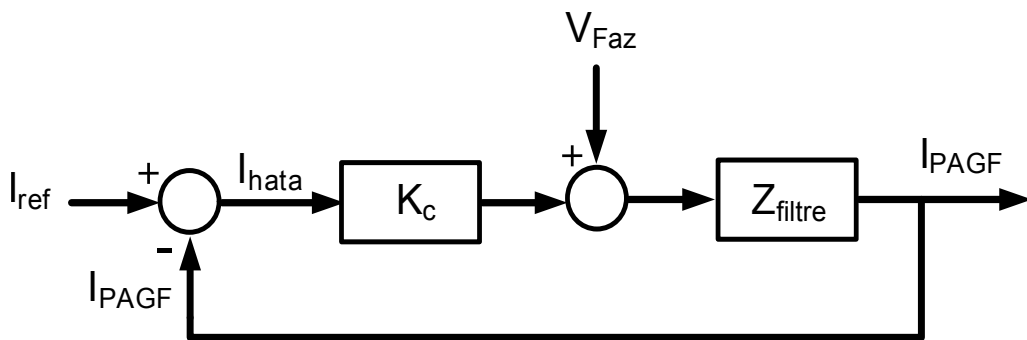 V_Faz
+
I_ref
+
I_hata
K_c
Z_filtre
I_PAGF
-
I_PAGF